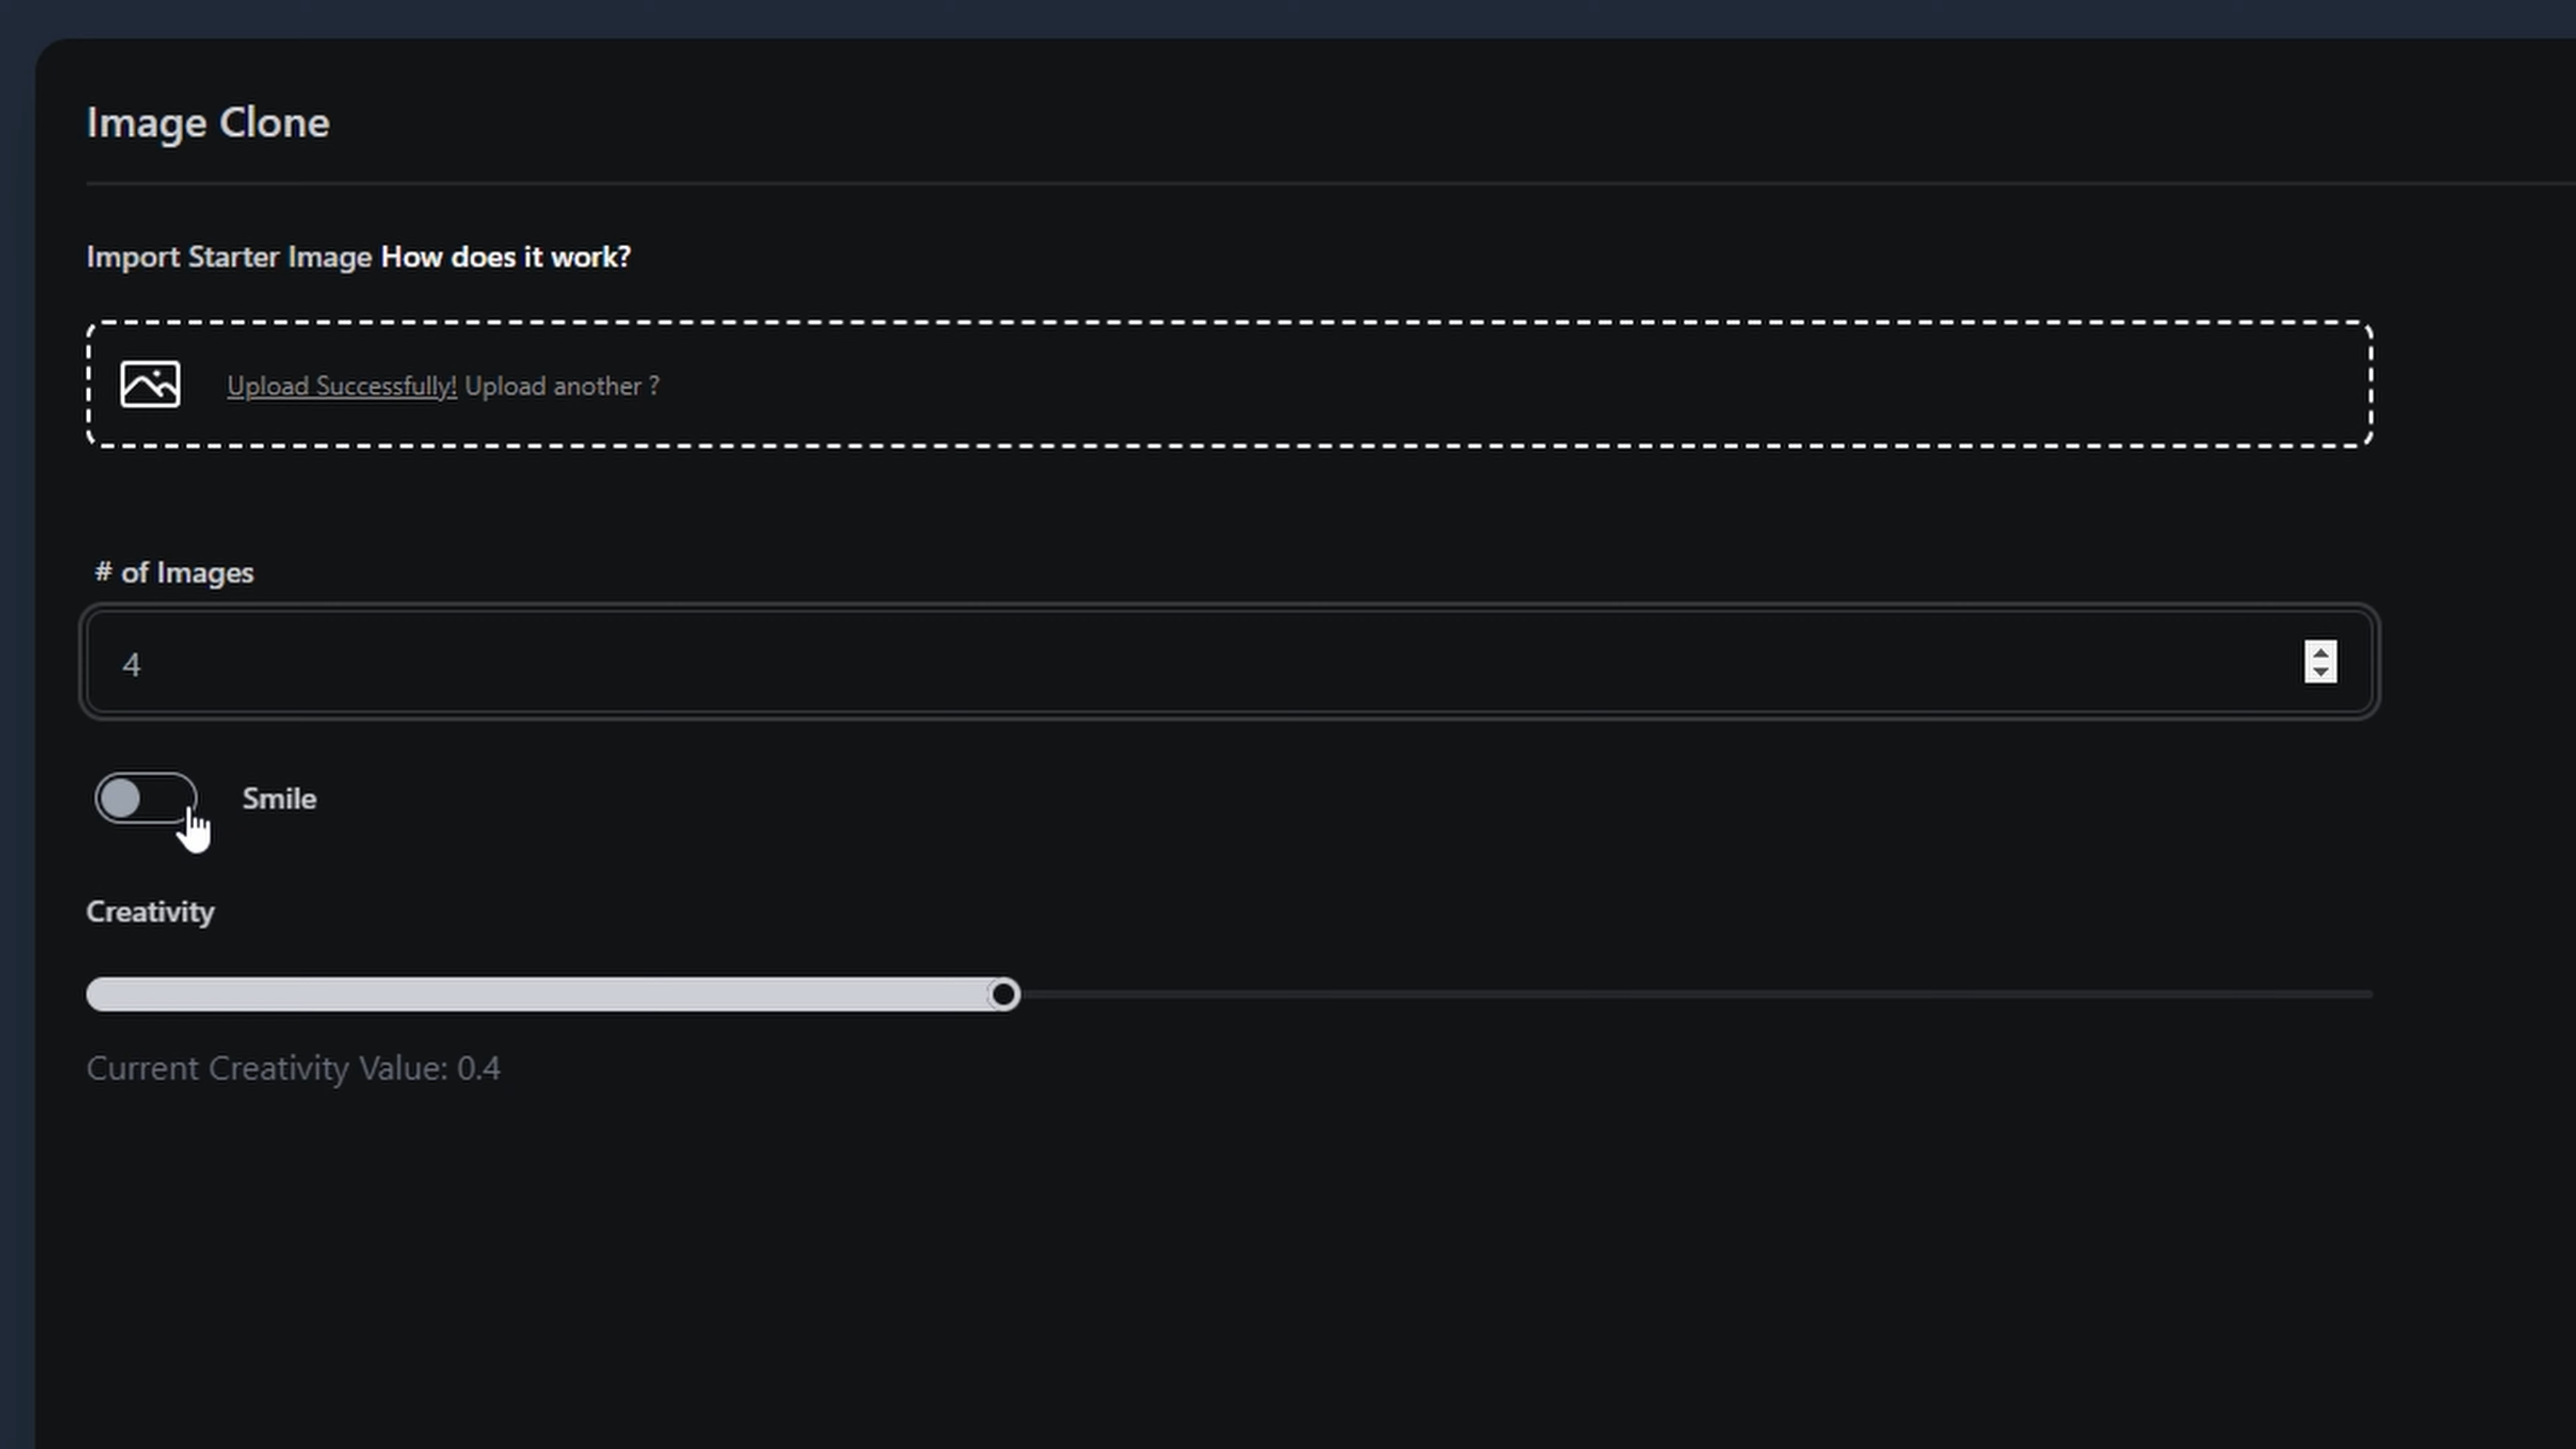 Image Clone
Import Starter Image How does it work?
Upload Successfully! Upload another ?
# of Images
4
Smile
Creativity
Current Creativity Value: 0.4